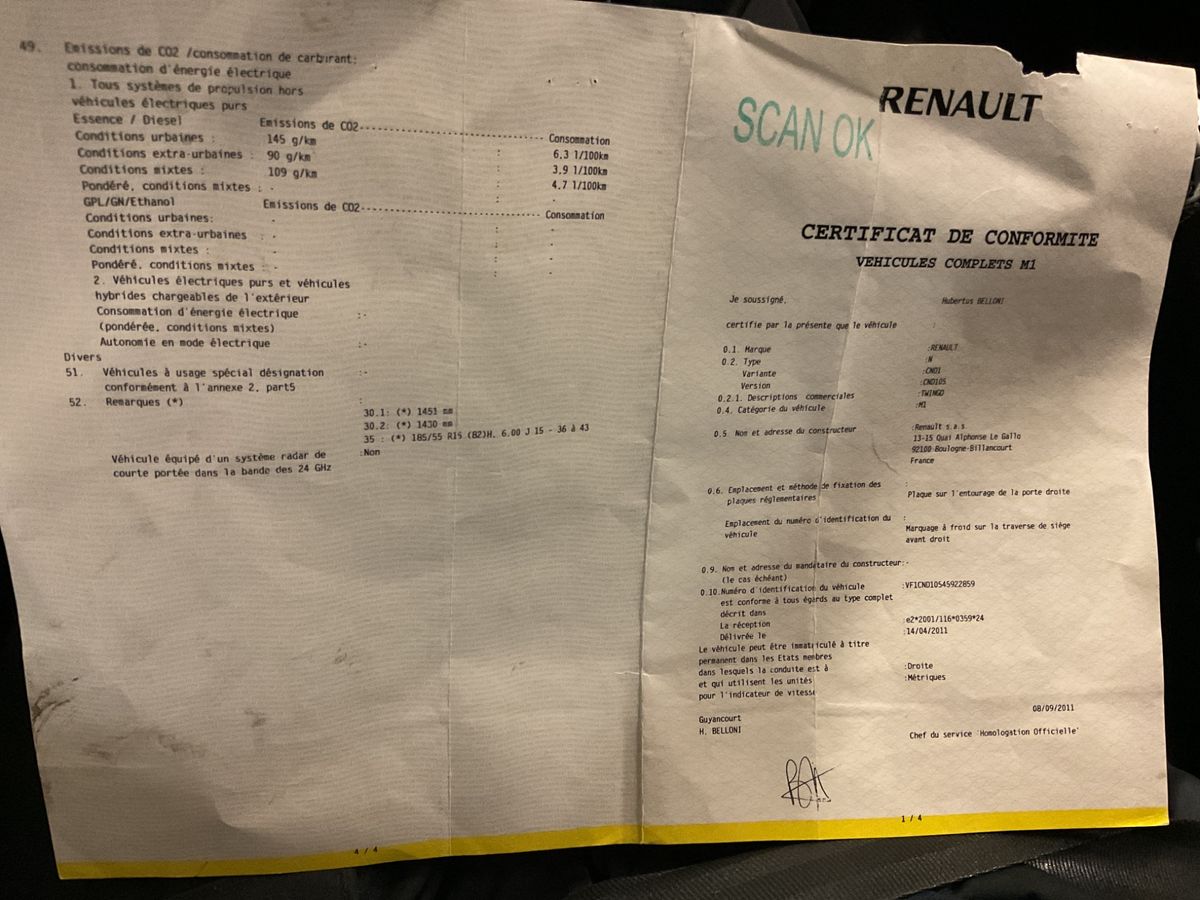 49. Emissions de CO2 /consommation de carburant:
consommation d'énergie électrique
1. Tous systèmes de propulsion hors
véhicules électriques purs
Essence / Diesel Emissions de CO2 Consommation
Conditions urbaines : 145 g/km : 6.3 l/100km
Conditions extra-urbaines : 90 g/km : 3.9 l/100km
Conditions mixtes : 109 g/km : 4.7 l/100km
Pondéré, conditions mixtes : - : -
GPL/GN/Ethanol Emissions de CO2 Consommation
Conditions urbaines: - : -
Conditions extra-urbaines : - : -
Conditions mixtes : - : -
Pondéré, conditions mixtes : - : -
2. Véhicules électriques purs et véhicules
hybrides chargeables de l'extérieur
Consommation d'énergie électrique :-
(pondérée, conditions mixtes)
Autonomie en mode électrique :-
Divers
51. Véhicules à usage spécial désignation :-
conformément à l'annexe 2, part5
52. Remarques (*) :
30.1: (*) 1451 mm
30.2: (*) 1430 mm
35 : (*) 185/55 R15 (82)H. 6.00 J 15 - 36 à 43
Véhicule équipé d'un système radar de :Non
courte portée dans la bande des 24 GHz
4 / 4
RENAULT
SCAN OK
CERTIFICAT DE CONFORMITE
VEHICULES COMPLETS M1
Je soussigné, Hubertus BELLONI
certifie par la présente que le véhicule :
0.1. Marque :RENAULT
0.2. Type :N
Variante :CND1
Version :CND105
0.2.1. Descriptions commerciales :TWINGO
0.4. Catégorie du véhicule :M1
0.5. Nom et adresse du constructeur :Renault s.a.s.
13-15 Quai Alphonse Le Gallo
92100 Boulogne-Billancourt
France
0.6. Emplacement et méthode de fixation des :
plaques réglementaires Plaque sur l'entourage de la porte droite
Emplacement du numéro d'identification du :
véhicule Marquage à froid sur la traverse de siège
avant droit
0.9. Nom et adresse du mandataire du constructeur:-
(le cas échéant)
0.10.Numéro d'identification du véhicule :VF1CND10545922859
est conforme à tous égards au type complet
décrit dans
La réception :e2*2001/116*0359*24
Délivrée le :14/04/2011
Le véhicule peut être immatriculé à titre
permanent dans les Etats membres
dans lesquels la conduite est à :Droite
et qui utilisent les unités :Métriques
pour l'indicateur de vitesse
08/09/2011
Guyancourt
H. BELLONI Chef du service 'Homologation Officielle'
1 / 4